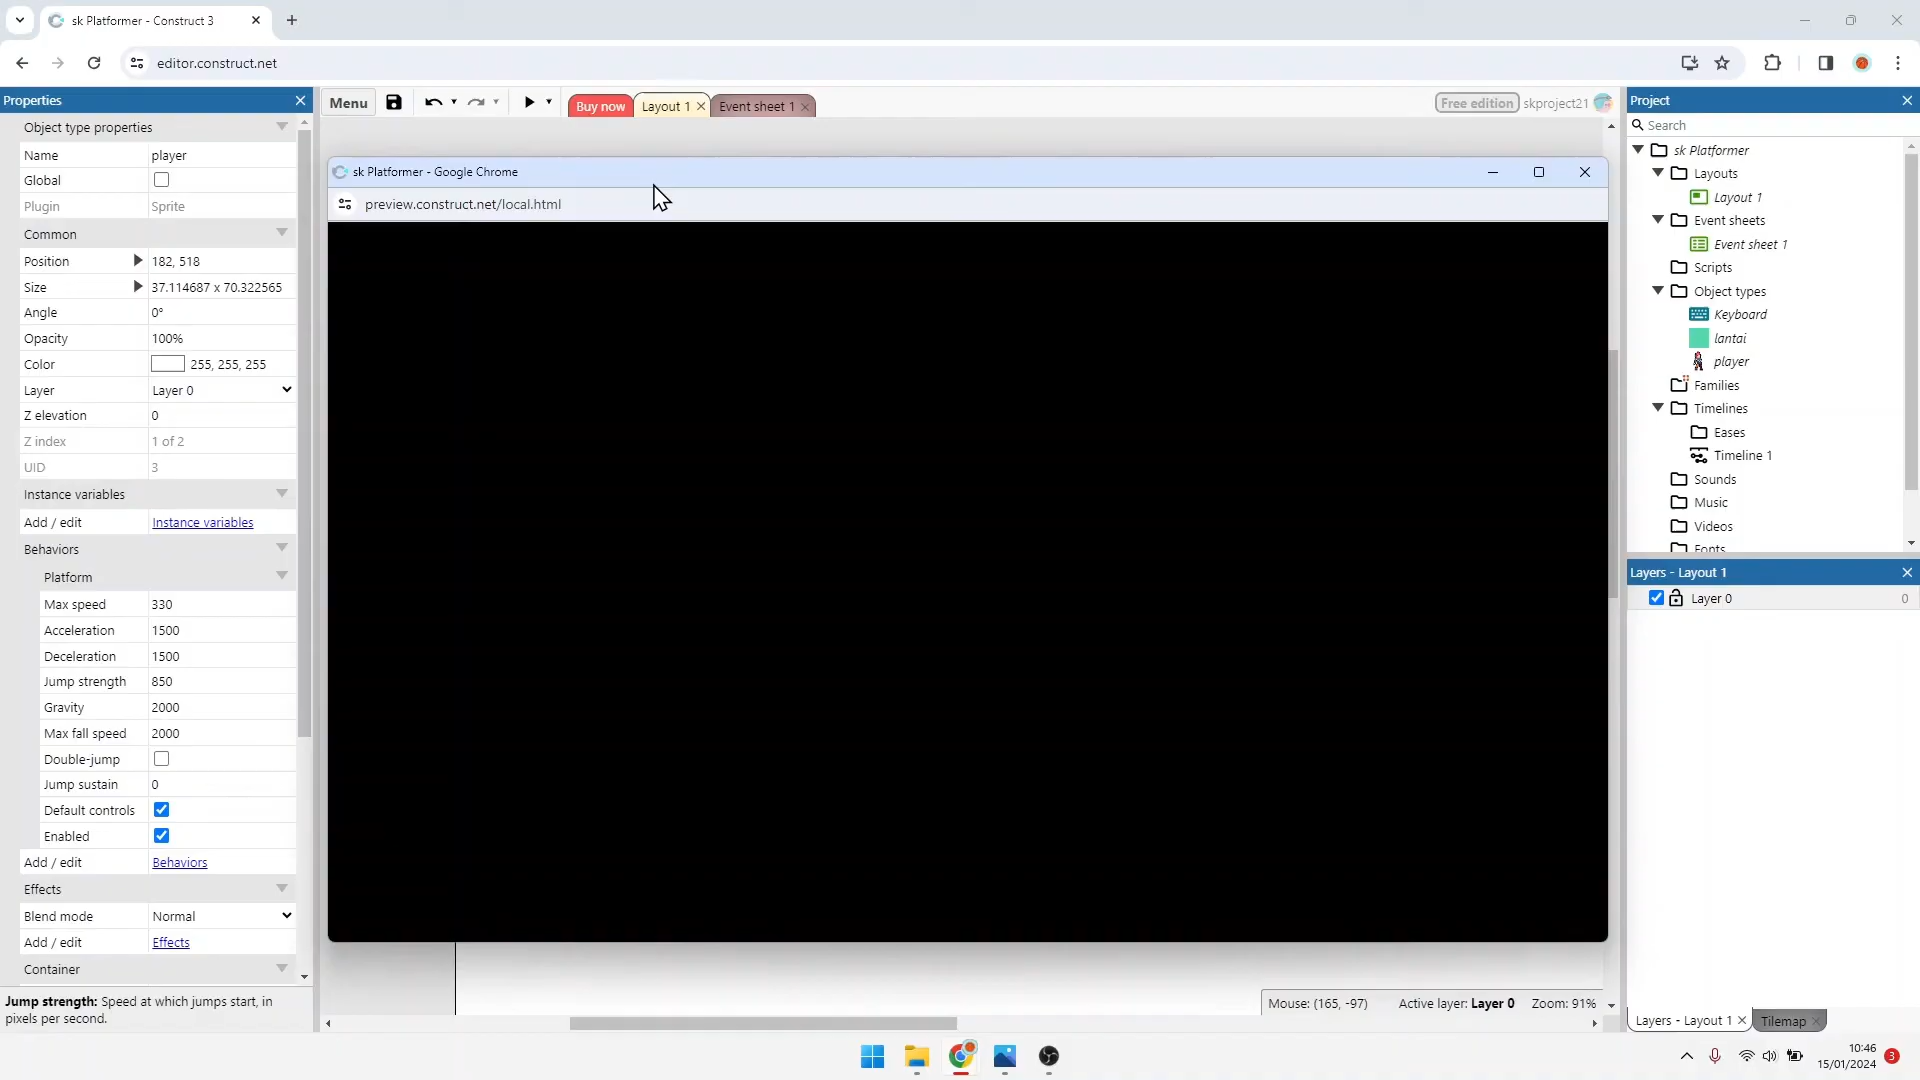 sk Platformer - Construct 3
editor.construct.net
Properties
Menu
Buy now
Layout 1
Event sheet 1
Free edition
skproject21
Project
Object type properties
Name player
Global
Plugin Sprite
Common
Position 182, 518
Size 37.114687 x 70.322565
Angle 0°
Opacity 100%
Color 255, 255, 255
Layer Layer 0
Z elevation 0
Z index 1 of 2
UID 3
Instance variables
Add / edit Instance variables
Behaviors
Platform
Max speed 330
Acceleration 1500
Deceleration 1500
Jump strength 850
Gravity 2000
Max fall speed 2000
Double-jump
Jump sustain 0
Default controls
Enabled
Add / edit Behaviors
Effects
Blend mode Normal
Add / edit Effects
Container
Jump strength: Speed at which jumps start, in
pixels per second.
sk Platformer - Google Chrome
preview.construct.net/local.html
Mouse: (165, -97) Active layer: Layer 0 Zoom: 91%
Search
sk Platformer
Layouts
Layout 1
Event sheets
Event sheet 1
Scripts
Object types
Keyboard
lantai
player
Families
Timelines
Eases
Timeline 1
Sounds
Music
Videos
Fonts
Layers - Layout 1
Layer 0 0
Layers - Layout 1
Tilemap
10:46
15/01/2024
3